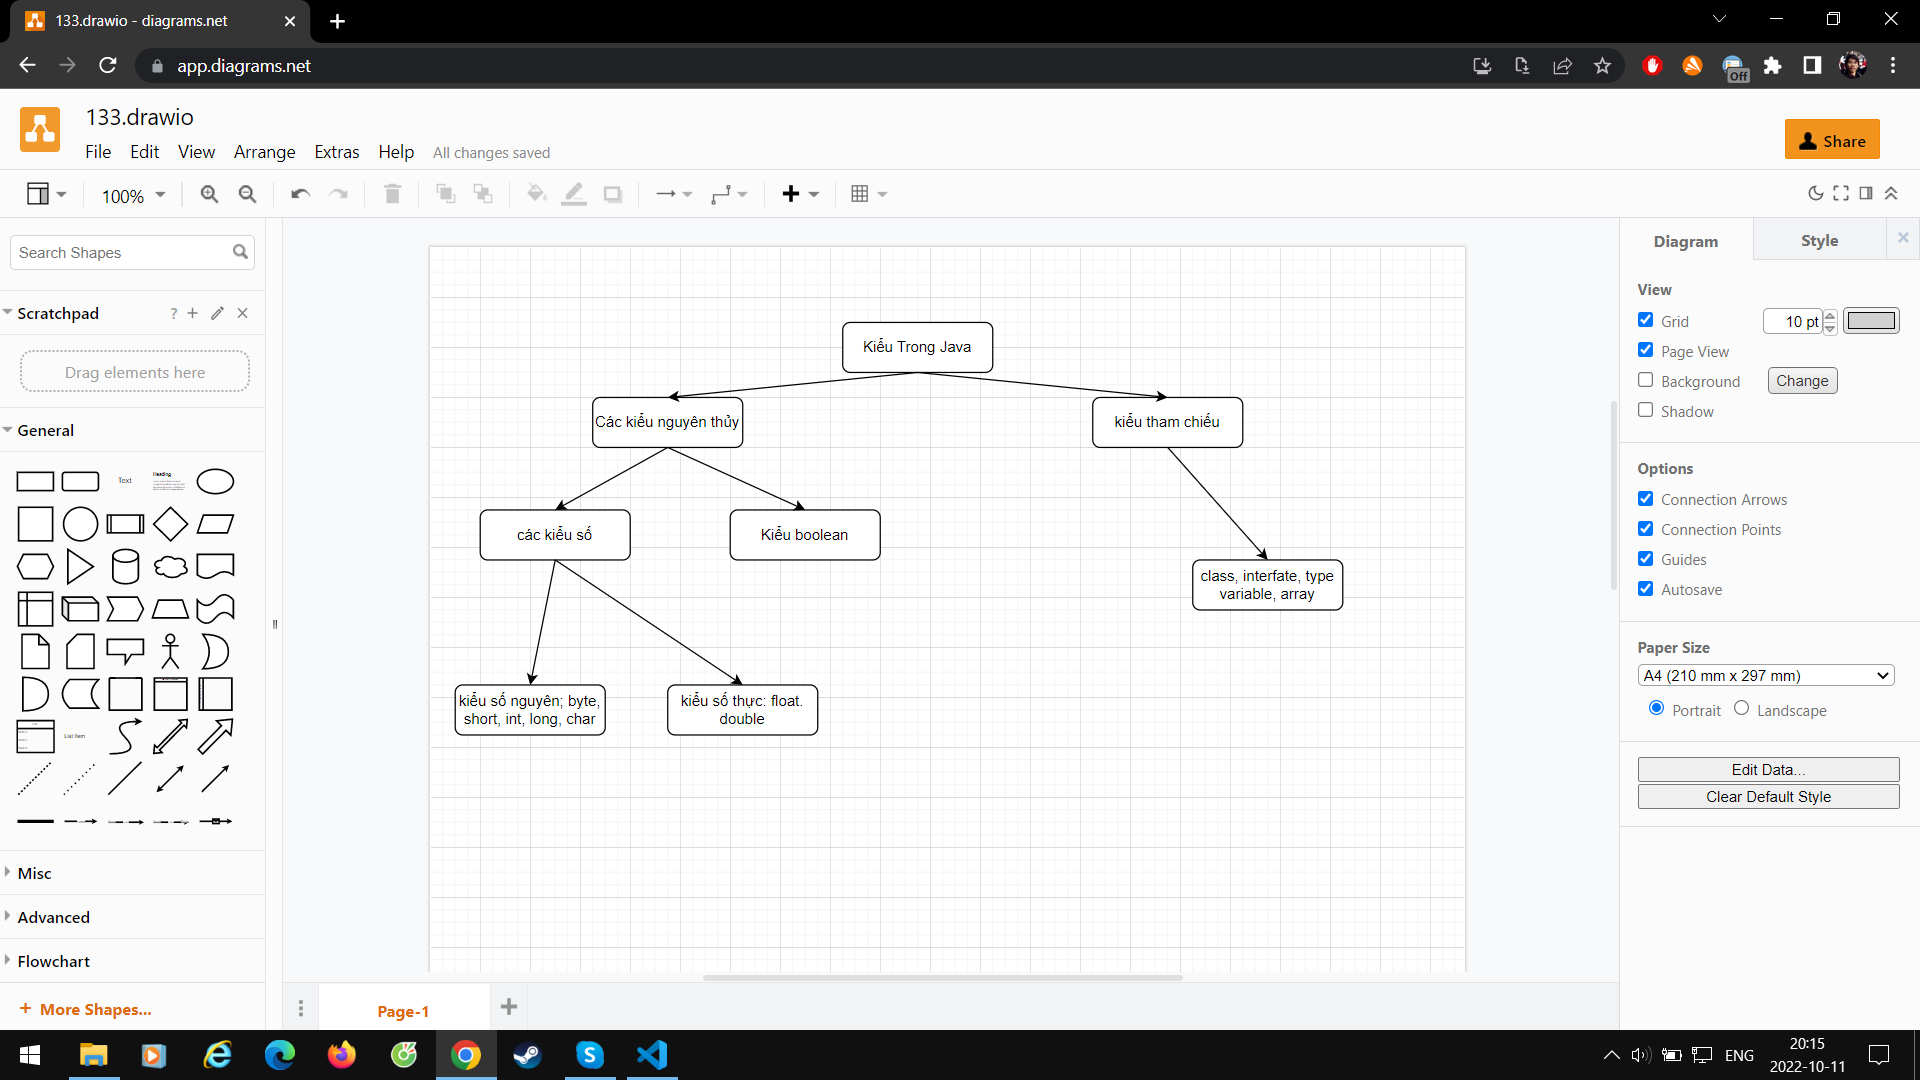 133.drawio - diagrams.net
app.diagrams.net
Off
133.drawio
File Edit View Arrange Extras Help All changes saved
Share
100%
Search Shapes
Scratchpad
?
Drag elements here
General
Text
Heading
List Item
Misc
Advanced
Flowchart
+ More Shapes...
Kiểu Trong Java
Các kiểu nguyên thủy
kiểu tham chiếu
các kiểu số
Kiểu boolean
class, interfate, type
variable, array
kiểu số nguyên; byte,
short, int, long, char
kiểu số thực: float.
double
Page-1
Diagram
Style
View
Grid
10 pt
Page View
Background
Change
Shadow
Options
Connection Arrows
Connection Points
Guides
Autosave
Paper Size
A4 (210 mm x 297 mm)
Portrait
Landscape
Edit Data...
Clear Default Style
ENG
20:15
2022-10-11